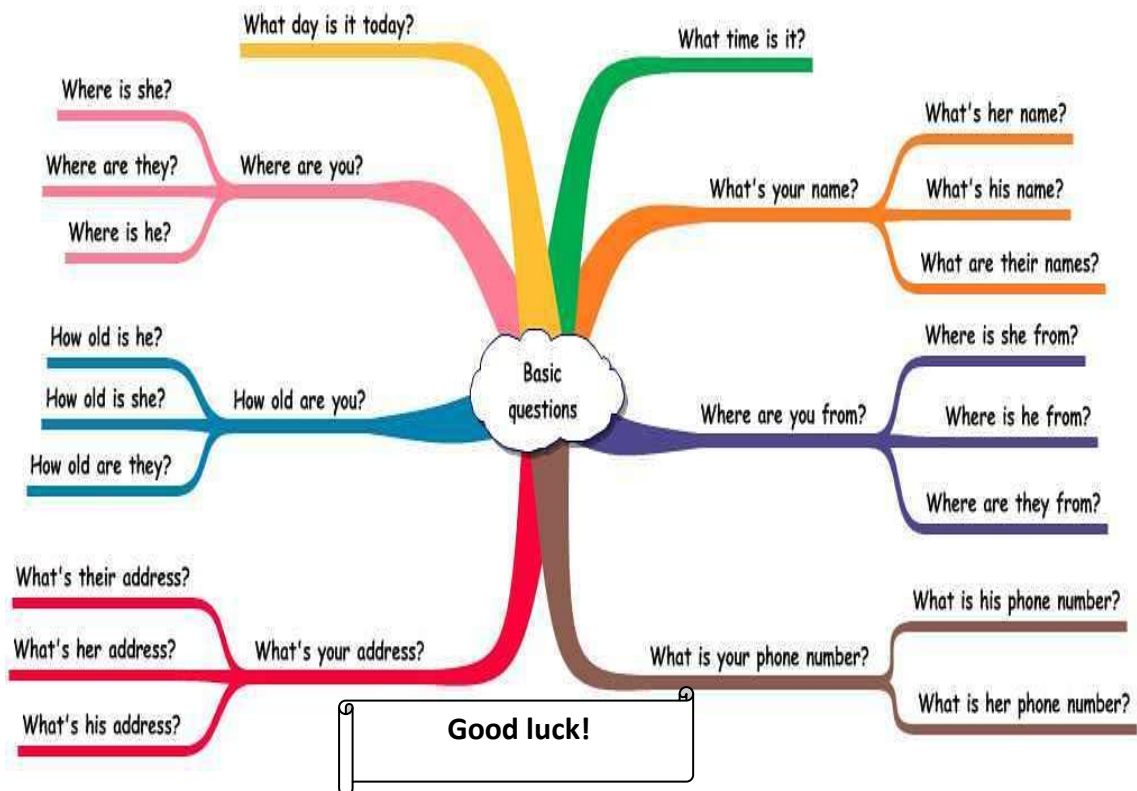 What day is it today?
What time is it?
Where is she?
Where are they?
Where is he?
Where are you?
What's your name?
What's her name?
What's his name?
What are their names?
Basic
questions
How old is he?
How old is she?
How old are they?
How old are you?
Where are you from?
Where is she from?
Where is he from?
Where are they from?
What's their address?
What's her address?
What's his address?
What's your address?
What is your phone number?
What is his phone number?
What is her phone number?
Good luck!